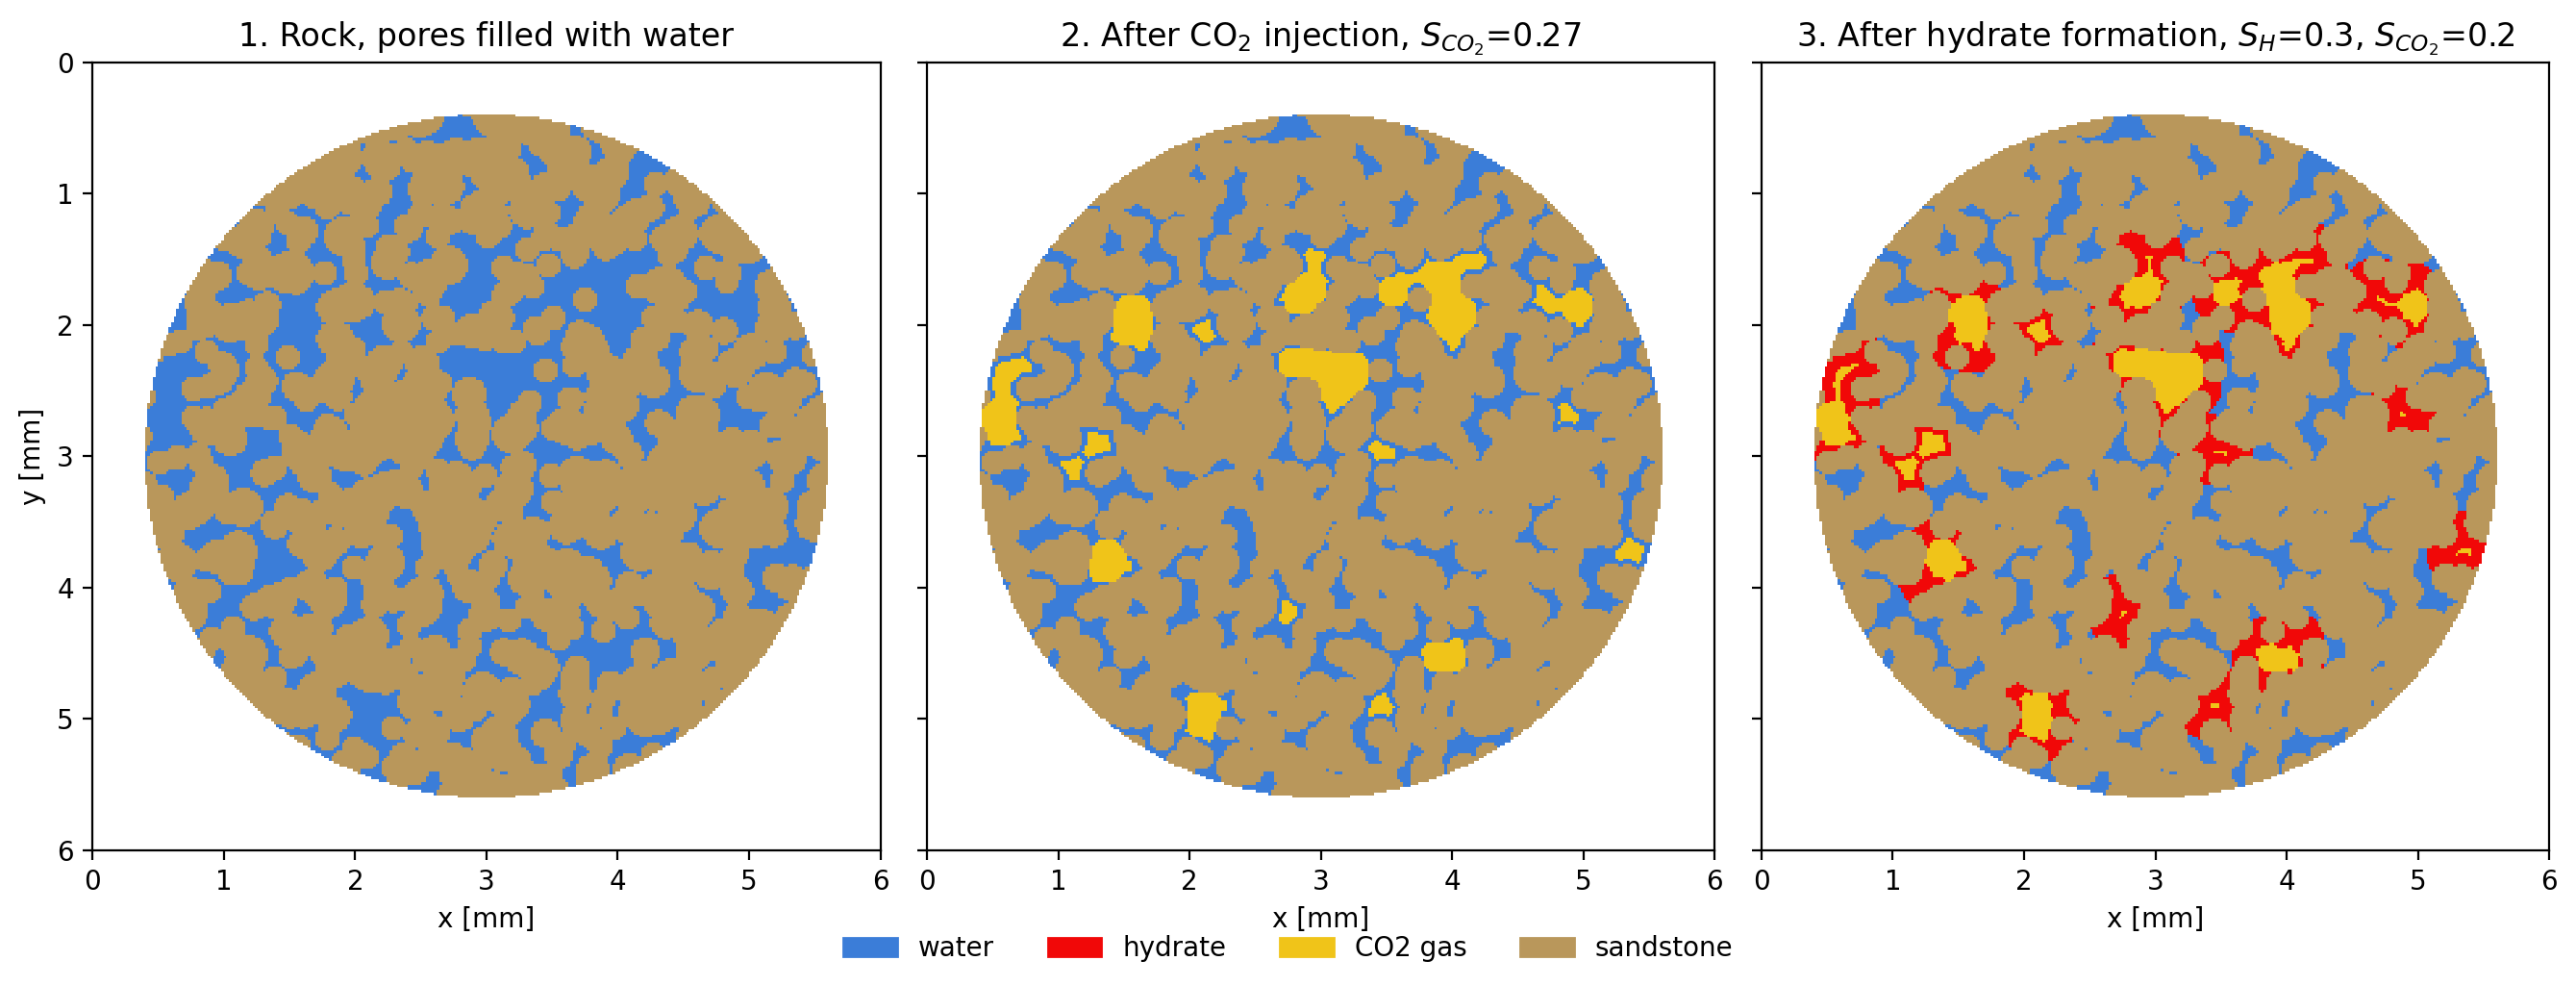 1. Rock, pores filled with water
2. After CO₂ injection, S_CO₂=0.27
3. After hydrate formation, S_H=0.3, S_CO₂=0.2
y [mm]
0
1
2
3
4
5
6
0 1 2 3 4 5 6
0 1 2 3 4 5 6
0 1 2 3 4 5 6
x [mm]
x [mm]
x [mm]
water hydrate CO2 gas sandstone